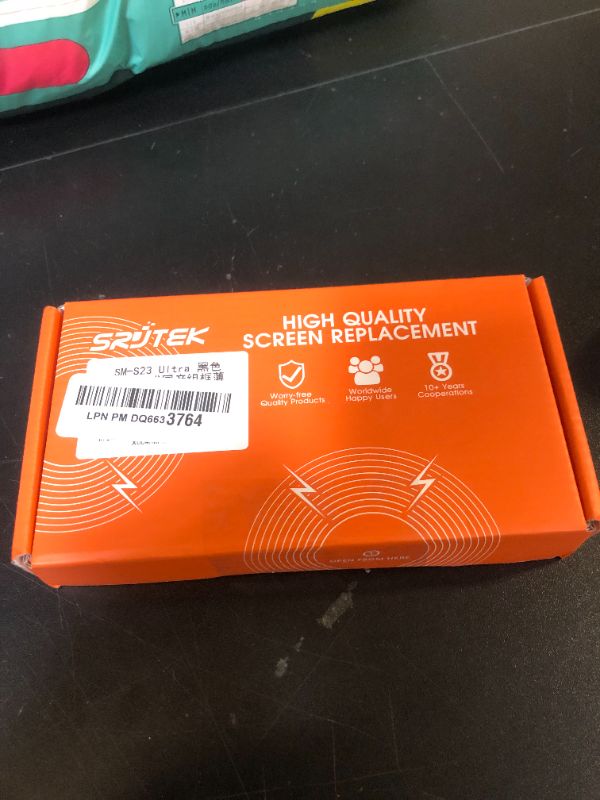 SRJTEK
HIGH QUALITY
SCREEN REPLACEMENT
SM-S23 Ultra 黑色
LPN PM DQ6633764
Worry-free
Quality Products
Worldwide
Happy Users
10+ Years
Cooperations
OPEN FROM HERE